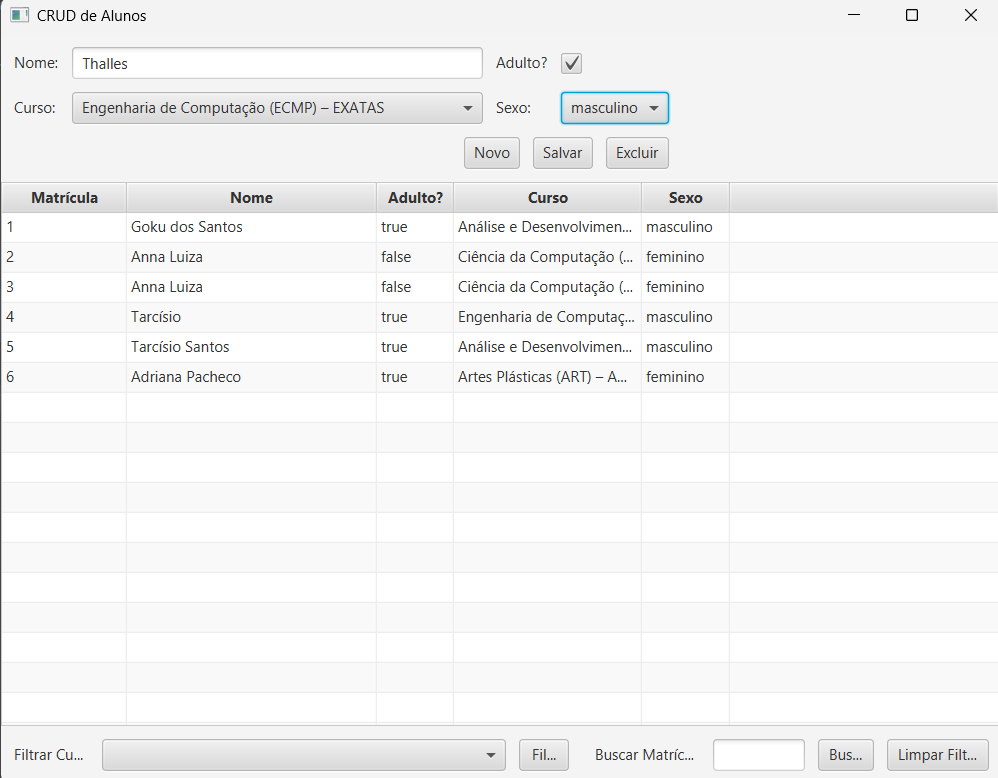 CRUD de Alunos
Nome: Thalles Adulto?
Curso: Engenharia de Computação (ECMP) – EXATAS Sexo: masculino
Novo Salvar Excluir
Matrícula Nome Adulto? Curso Sexo
1 Goku dos Santos true Análise e Desenvolvimen... masculino
2 Anna Luiza false Ciência da Computação (... feminino
3 Anna Luiza false Ciência da Computação (... feminino
4 Tarcísio true Engenharia de Computaç... masculino
5 Tarcísio Santos true Análise e Desenvolvimen... masculino
6 Adriana Pacheco true Artes Plásticas (ART) – A... feminino
Filtrar Cu... Fil... Buscar Matríc... Bus... Limpar Filt...